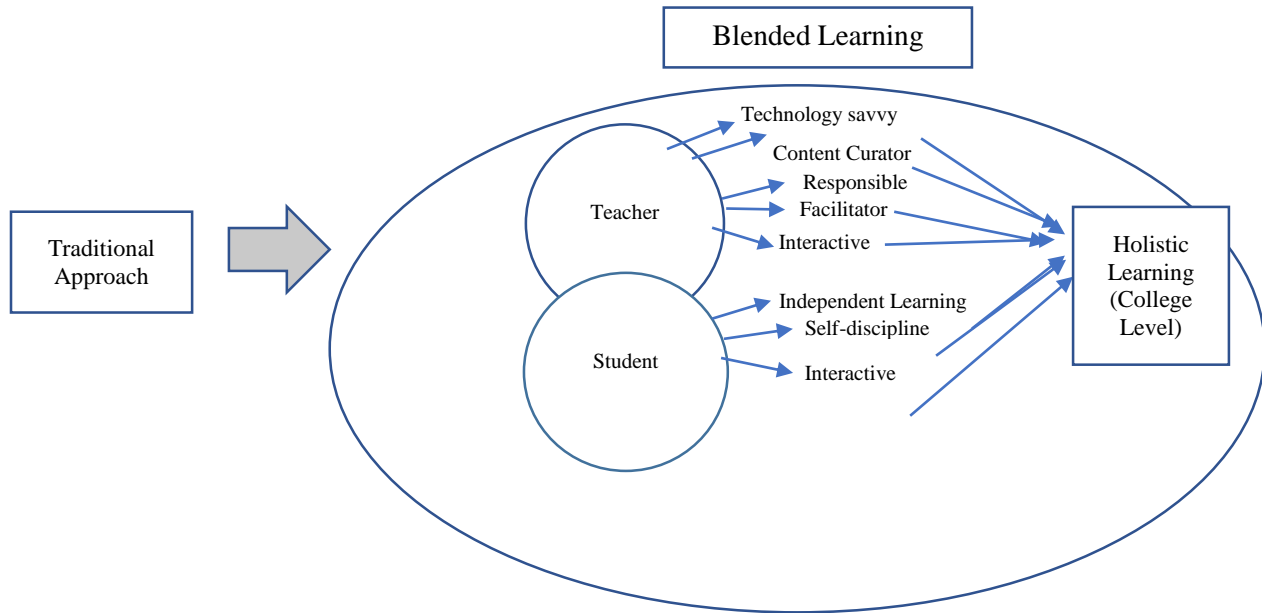 Blended Learning
Technology savvy
Content Curator
Responsible
Teacher
Facilitator
Interactive
Traditional
Approach
Holistic
Learning
(College
Level)
Independent Learning
Self-discipline
Student
Interactive